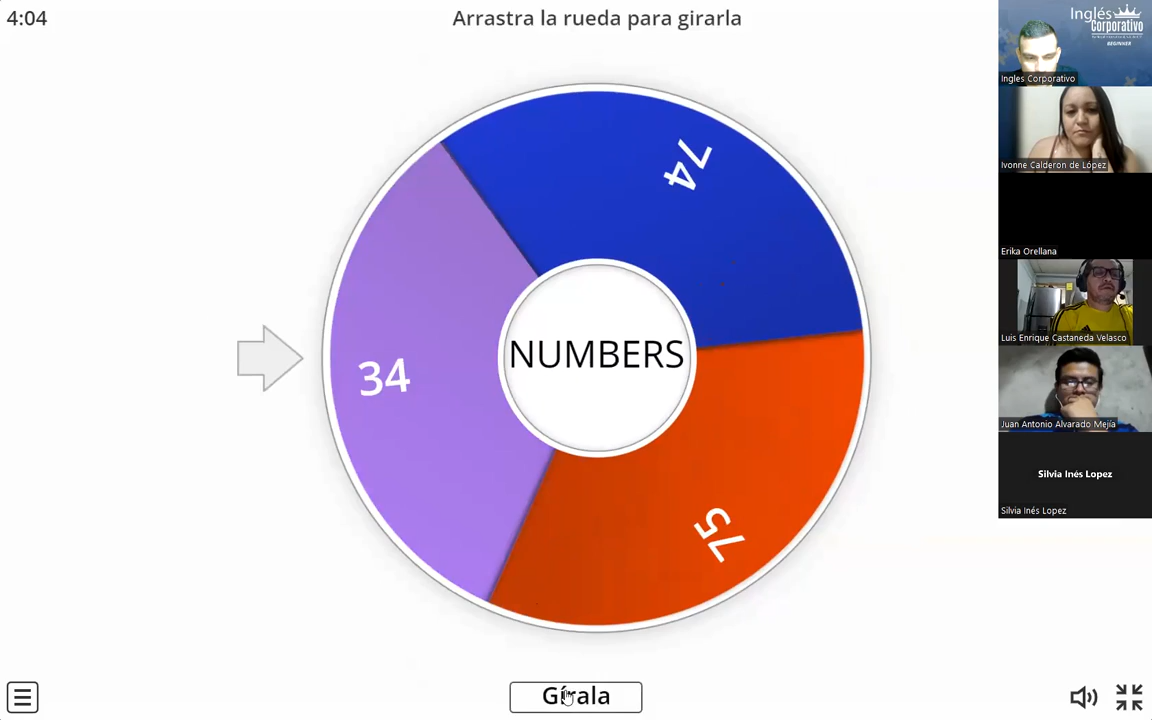 4:04
Arrastra la rueda para girarla
74
34
NUMBERS
75
Gírala
Inglés
Corporativo
BEGINNER
Ingles Corporativo
Ivonne Calderon de López
Erika Orellana
Luis Enrique Castaneda Velasco
Juan Antonio Alvarado Mejía
Silvia Inés Lopez
Silvia Inés Lopez